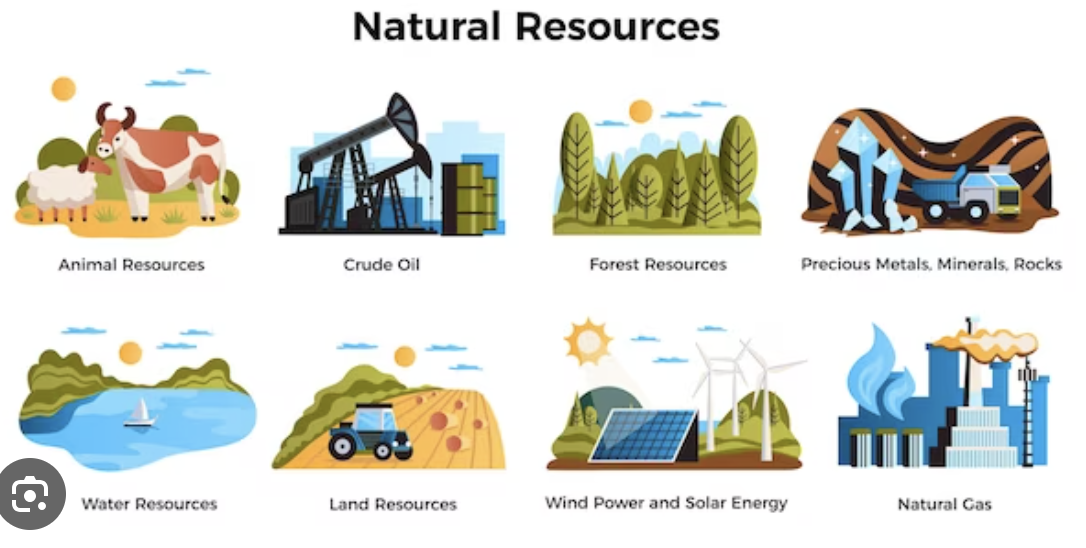 Natural Resources
Animal Resources
Crude Oil
Forest Resources
Precious Metals, Minerals, Rocks
Water Resources
Land Resources
Wind Power and Solar Energy
Natural Gas